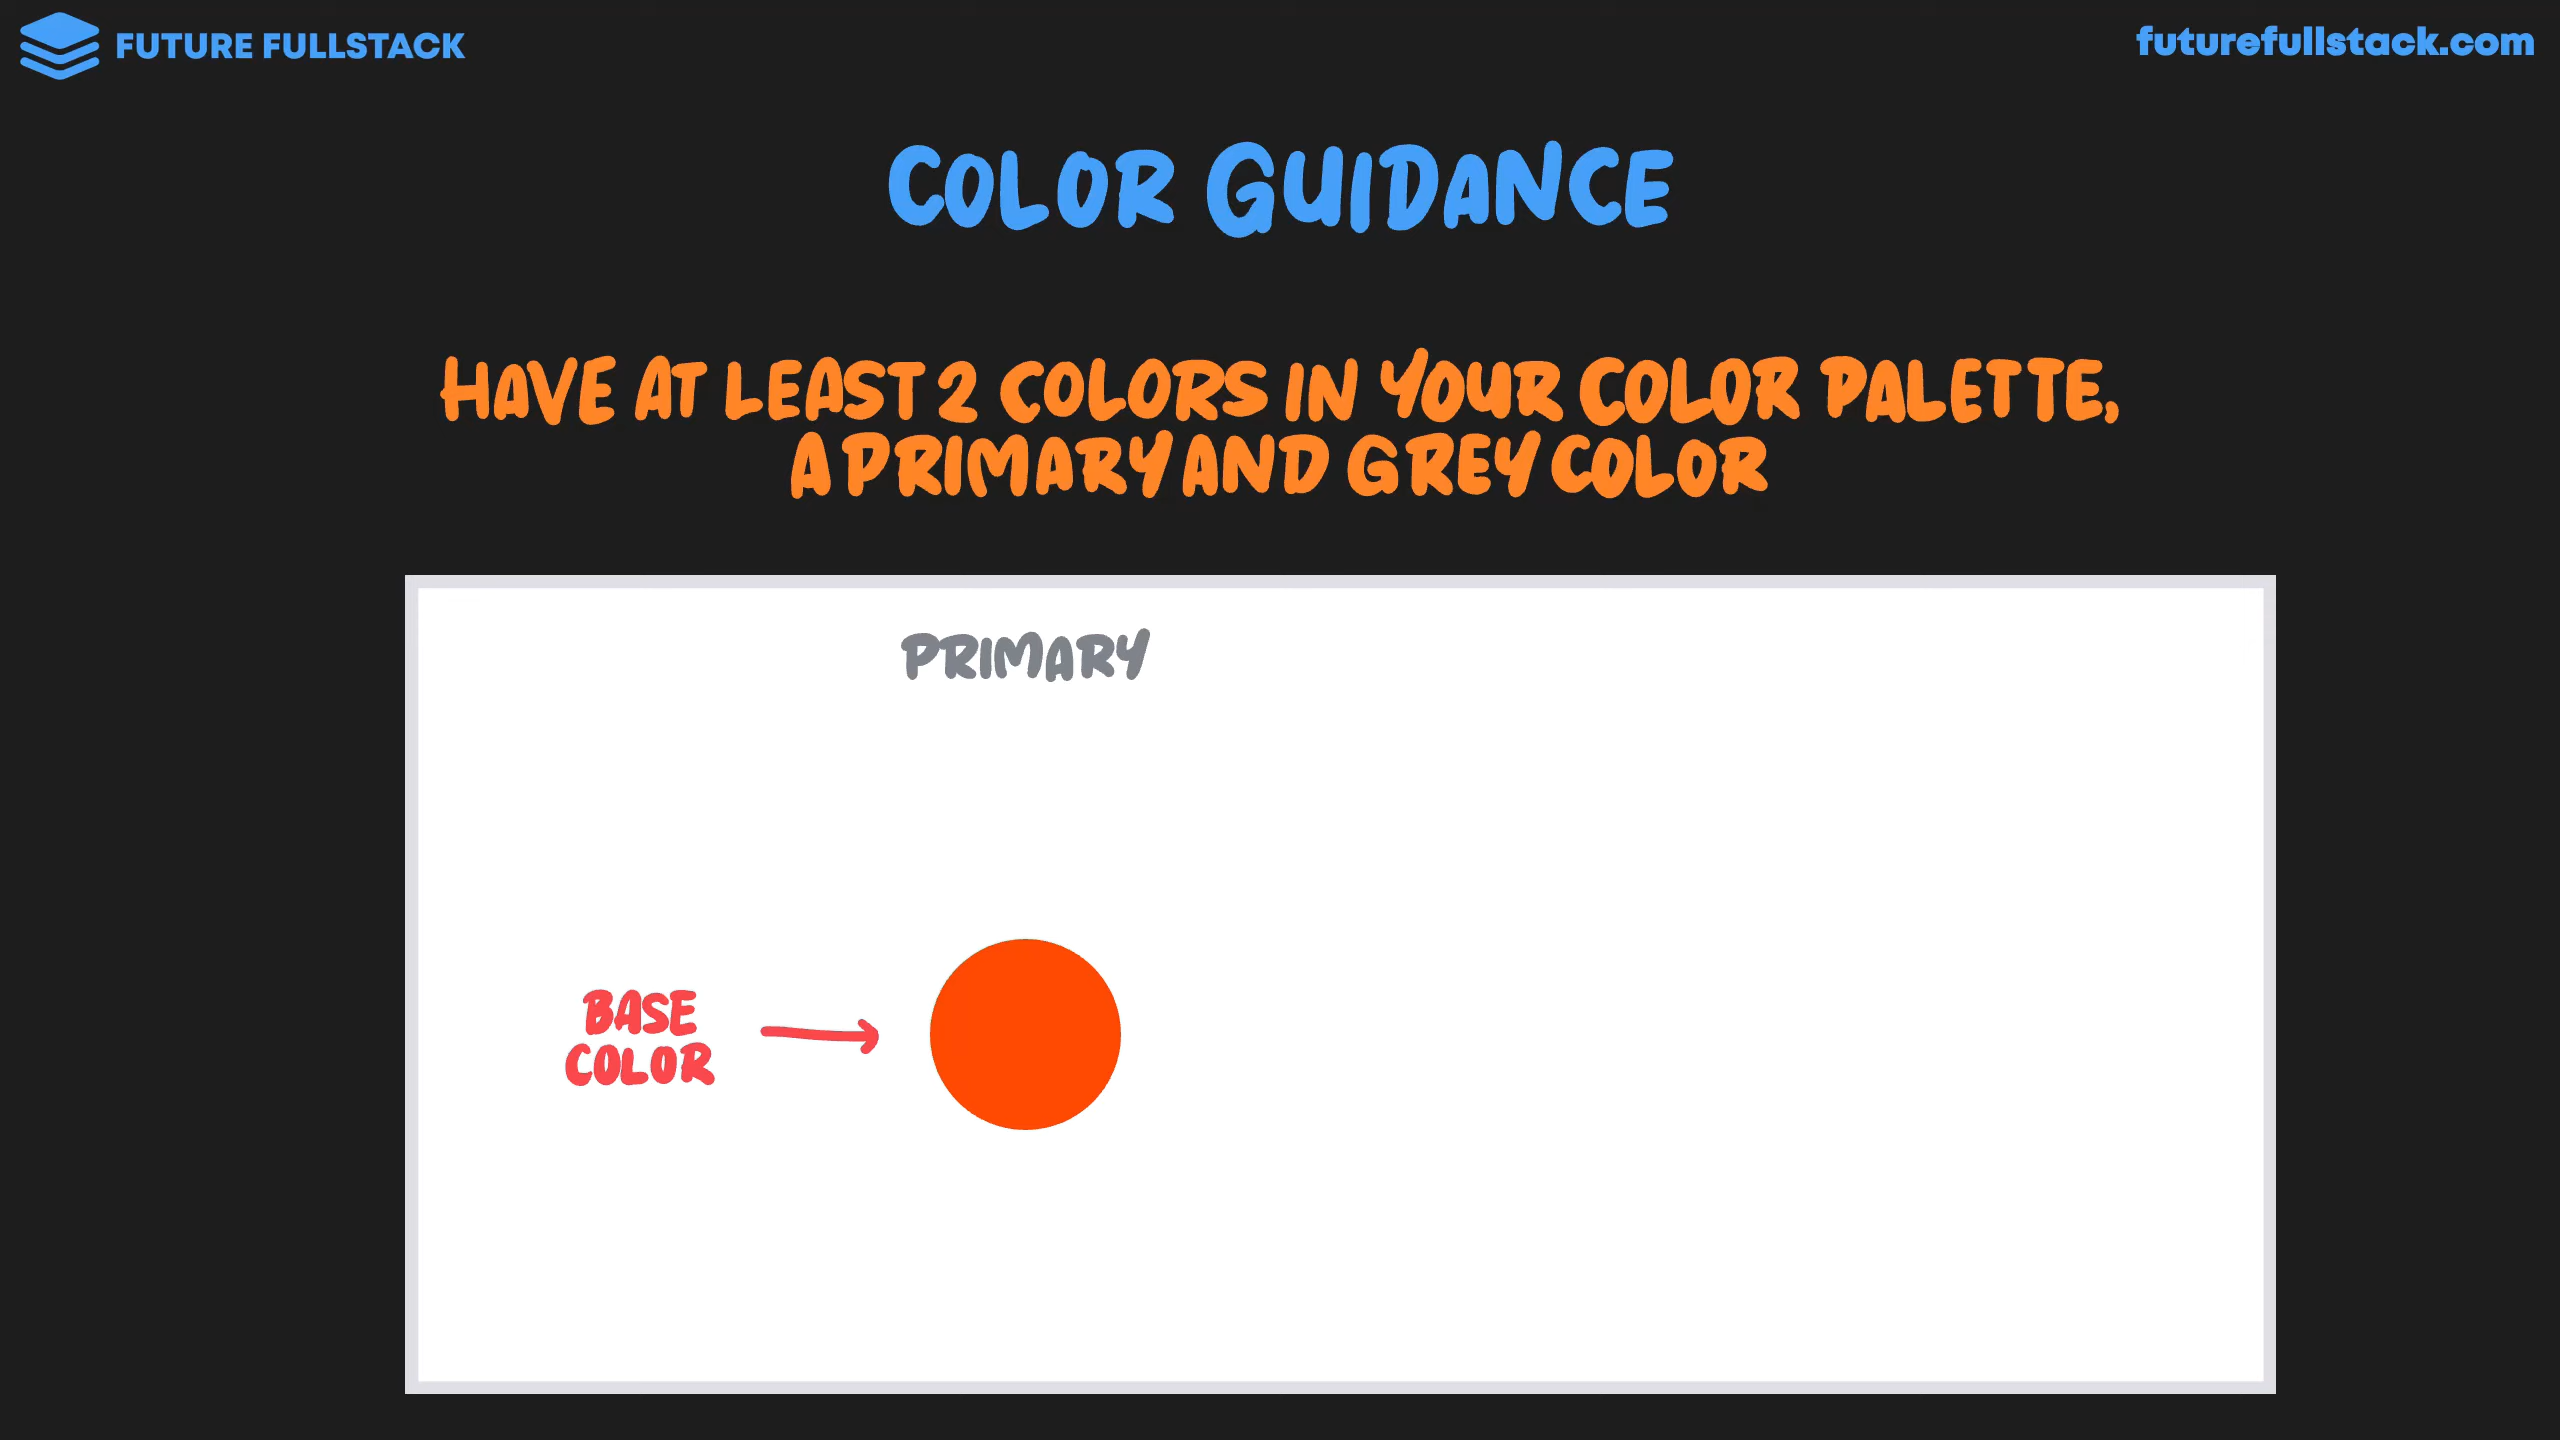 FUTURE FULLSTACK
futurefullstack.com
COLOR GUIDANCE
HAVE AT LEAST 2 COLORS IN YOUR COLOR PALETTE,
A PRIMARY AND GREY COLOR
PRIMARY
BASE
COLOR